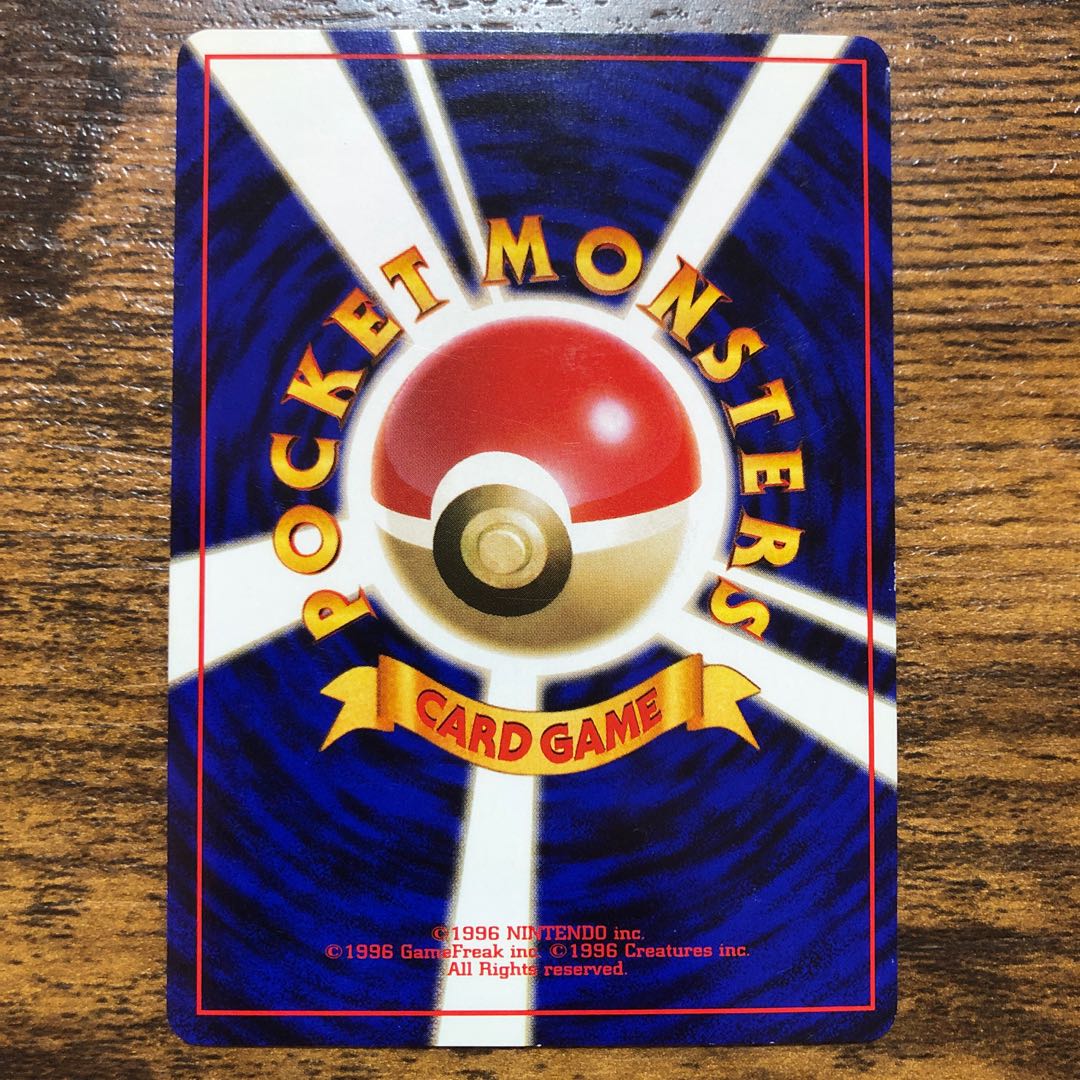 POCKET MONSTERS
CARD GAME
©1996 NINTENDO inc.
©1996 GameFreak inc. ©1996 Creatures inc.
All Rights reserved.